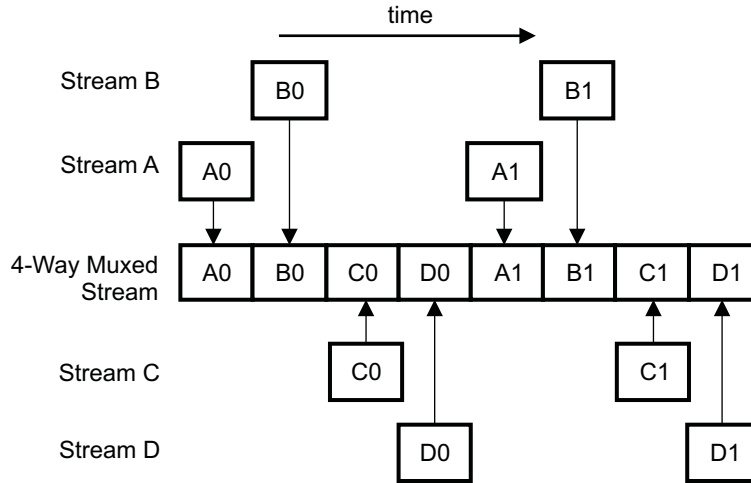 time
Stream B
B0
B1
Stream A
A0
A1
4-Way Muxed
Stream
A0 B0 C0 D0 A1 B1 C1 D1
Stream C
C0
C1
Stream D
D0
D1